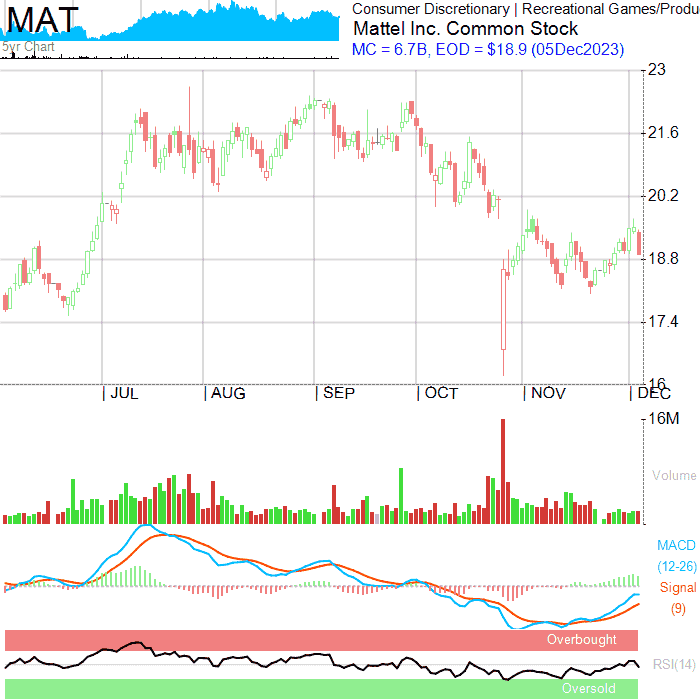 MAT
5yr Chart
Consumer Discretionary | Recreational Games/Produ
Mattel Inc. Common Stock
MC = 6.7B, EOD = $18.9 (05Dec2023)
23
21.6
20.2
18.8
17.4
16
| JUL | AUG | SEP | OCT | NOV | DEC
16M
Volume
MACD
(12-26)
Signal
(9)
Overbought
RSI(14)
Oversold